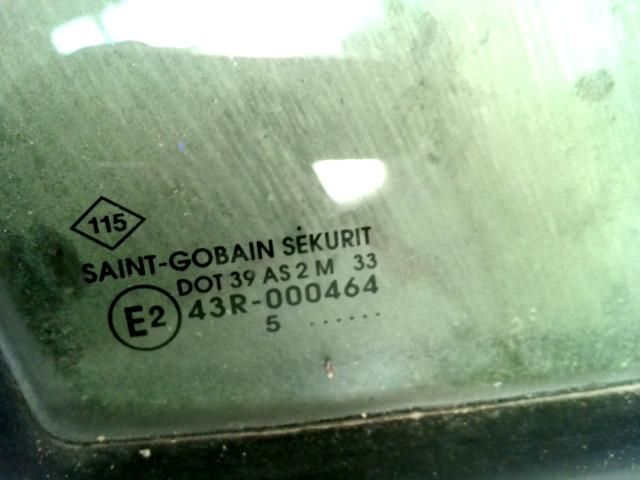 115
SAINT-GOBAIN SEKURIT
DOT 39 AS 2 M 33
E2 43R-000464
5 ......